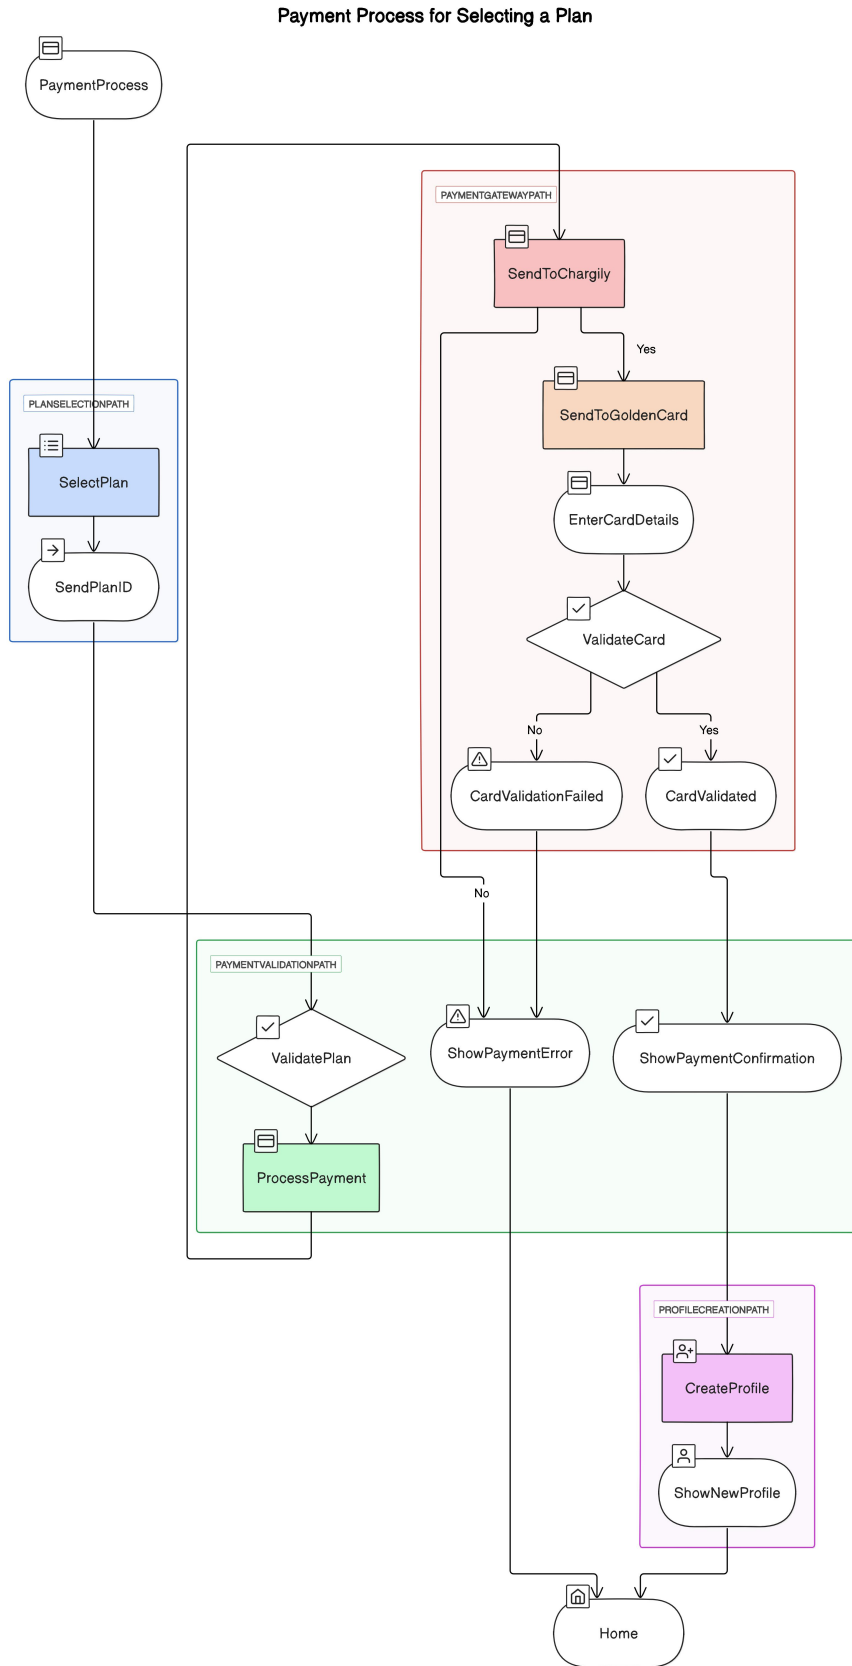 Payment Process for Selecting a Plan
PaymentProcess
PAYMENTGATEWAYPATH
SendToChargily
Yes
SendToGoldenCard
PLANSELECTIONPATH
SelectPlan
EnterCardDetails
SendPlanID
ValidateCard
No
Yes
CardValidationFailed
CardValidated
No
PAYMENTVALIDATIONPATH
ValidatePlan
ShowPaymentError
ShowPaymentConfirmation
ProcessPayment
PROFILECREATIONPATH
CreateProfile
ShowNewProfile
Home